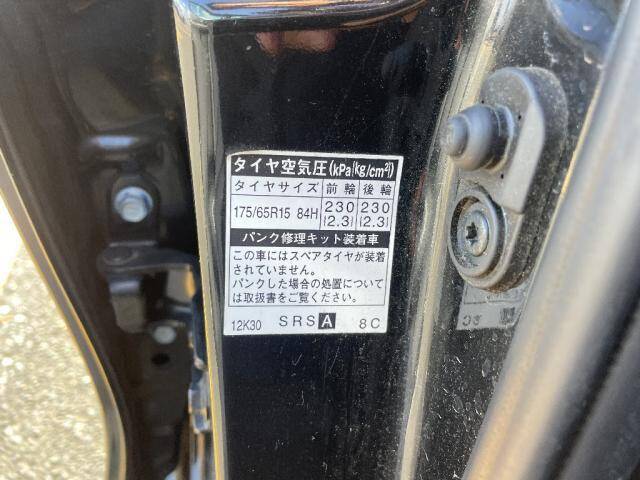 タイヤ空気圧(kPa{kg/cm²})
タイヤサイズ 前輪 後輪
175/65R15 84H 230 230
{2.3} {2.3}
パンク修理キット装着車
この車にはスペアタイヤが装着
されていません。
パンクした場合の処置については
は取扱書をご覧ください。
12K30 SRS A 8C